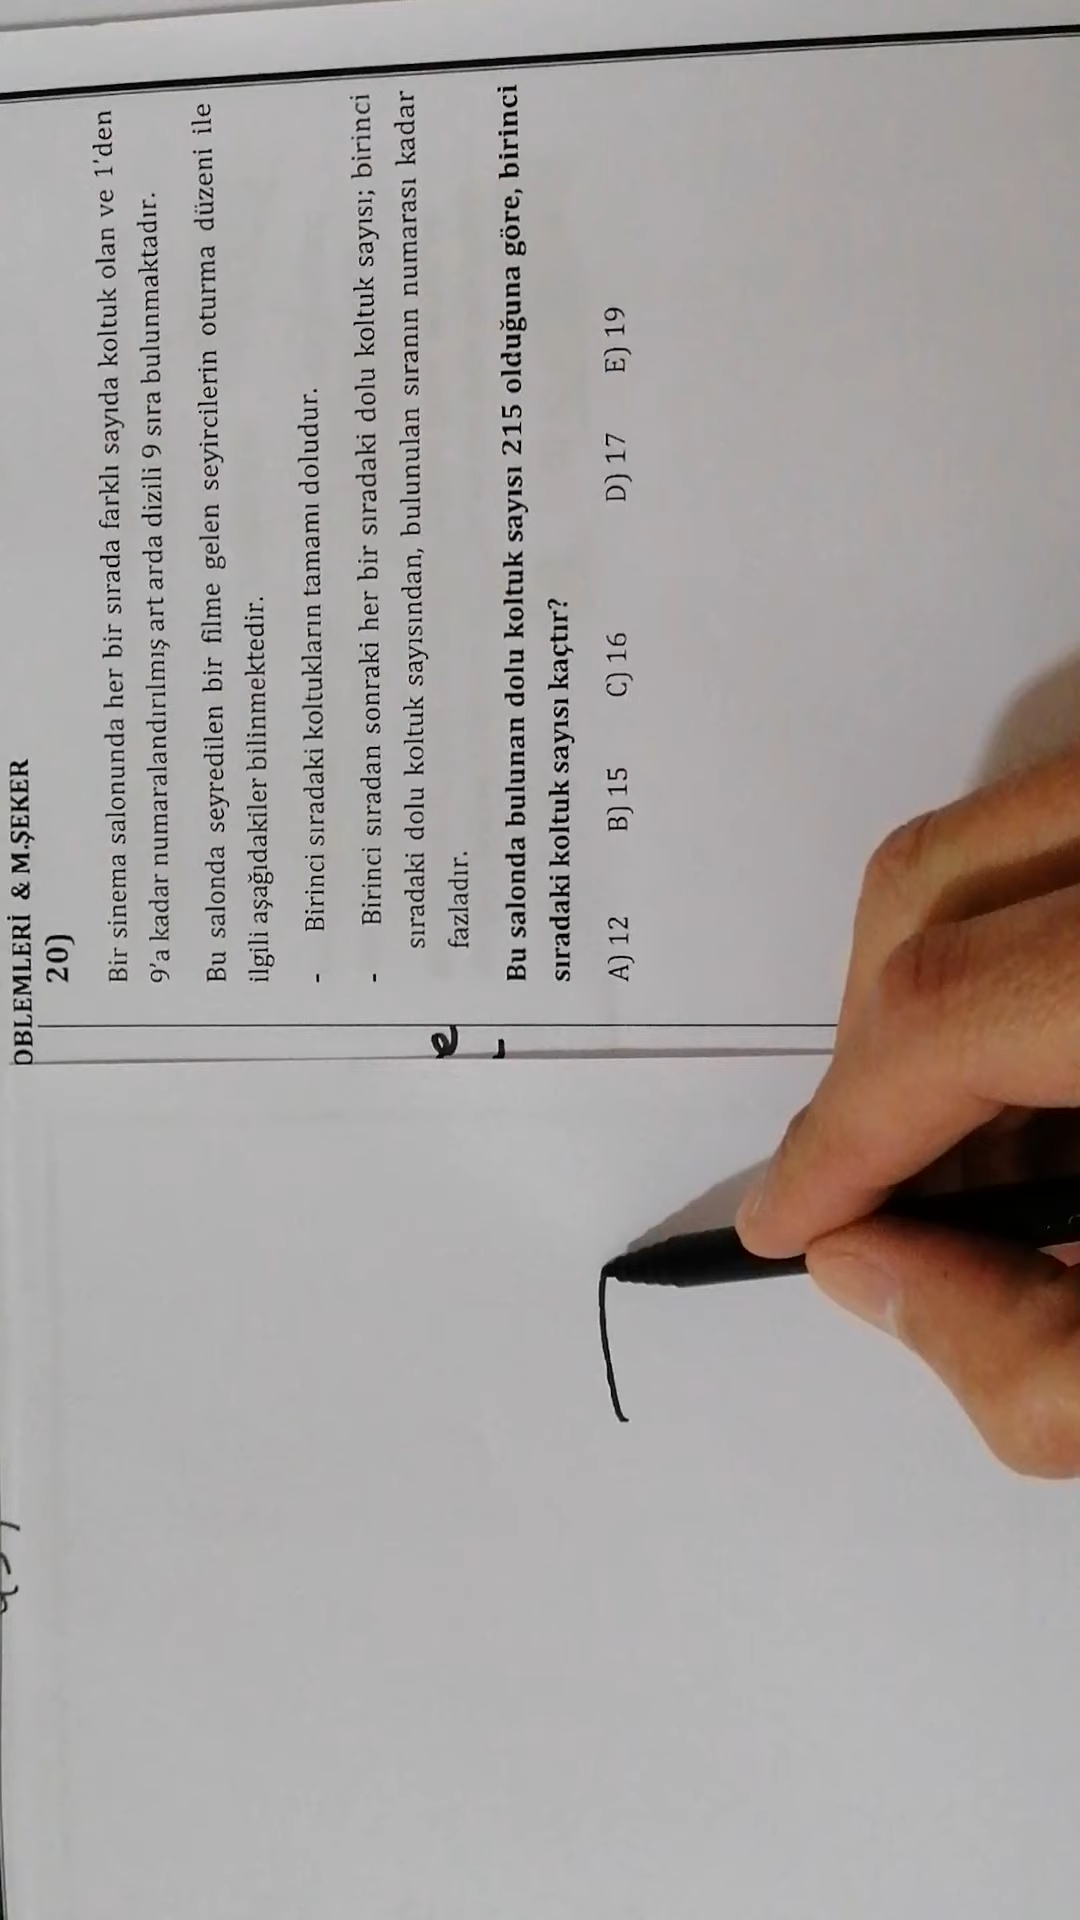 OBLEMLERİ & M.ŞEKER
20)
Bir sinema salonunda her bir sırada farklı sayıda koltuk olan ve 1'den
9'a kadar numaralandırılmış art arda dizili 9 sıra bulunmaktadır.
Bu salonda seyredilen bir filme gelen seyircilerin oturma düzeni ile
ilgili aşağıdakiler bilinmektedir.
- Birinci sıradaki koltukların tamamı doludur.
- Birinci sıradan sonraki her bir sıradaki dolu koltuk sayısı; birinci
sıradaki dolu koltuk sayısından, bulunulan sıranın numarası kadar
fazladır.
Bu salonda bulunan dolu koltuk sayısı 215 olduğuna göre, birinci
sıradaki koltuk sayısı kaçtır?
A) 12 B) 15 C) 16 D) 17 E) 19